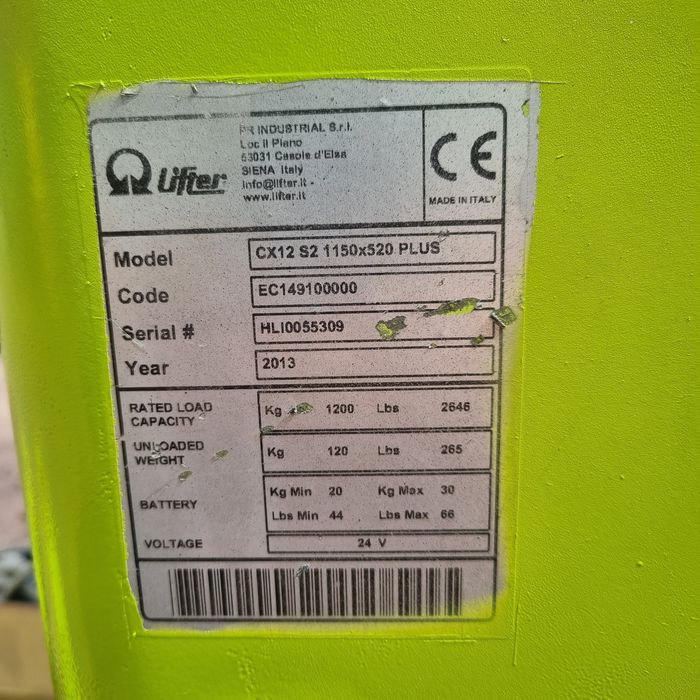 PR INDUSTRIAL S.r.l.
Loc il Piano
53031 Casole d'Elsa
SIENA Italy
info@lifter.it -
www.lifter.it
Lifter
CE
MADE IN ITALY
Model CX12 S2 1150x520 PLUS
Code EC149100000
Serial # HLI0055309
Year 2013
RATED LOAD CAPACITY Kg 1200 Lbs 2646
UNLOADED WEIGHT Kg 120 Lbs 265
BATTERY Kg Min 20 Kg Max 30
Lbs Min 44 Lbs Max 66
VOLTAGE 24 V